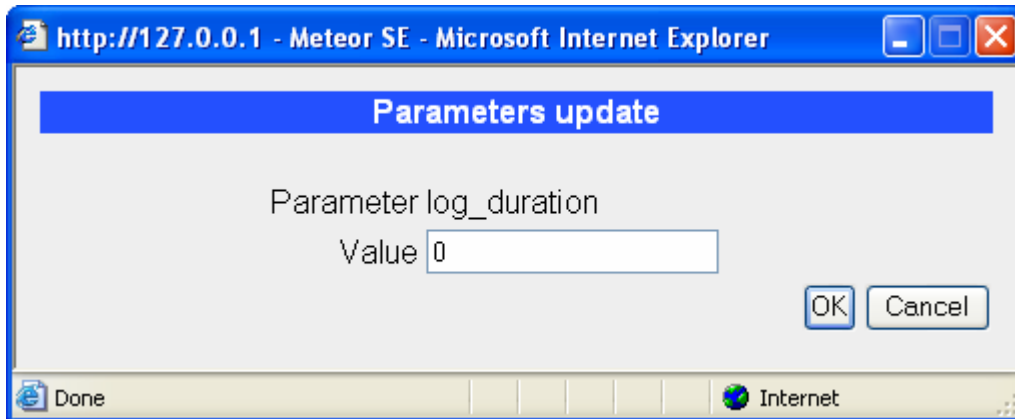 http://127.0.0.1 - Meteor SE - Microsoft Internet Explorer
Parameters update
Parameter log_duration
Value 0
OK Cancel
Done Internet